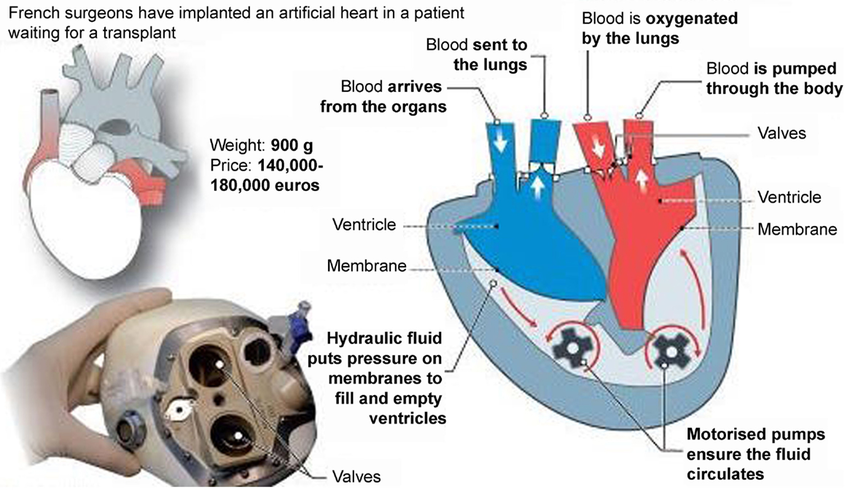 French surgeons have implanted an artificial heart in a patient
waiting for a transplant
Weight: 900 g
Price: 140,000-
180,000 euros
Blood arrives
from the organs
Blood sent to
the lungs
Blood is oxygenated
by the lungs
Blood is pumped
through the body
Valves
Ventricle
Membrane
Ventricle
Membrane
Hydraulic fluid
puts pressure on
membranes to
fill and empty
ventricles
Motorised pumps
ensure the fluid
circulates
Valves